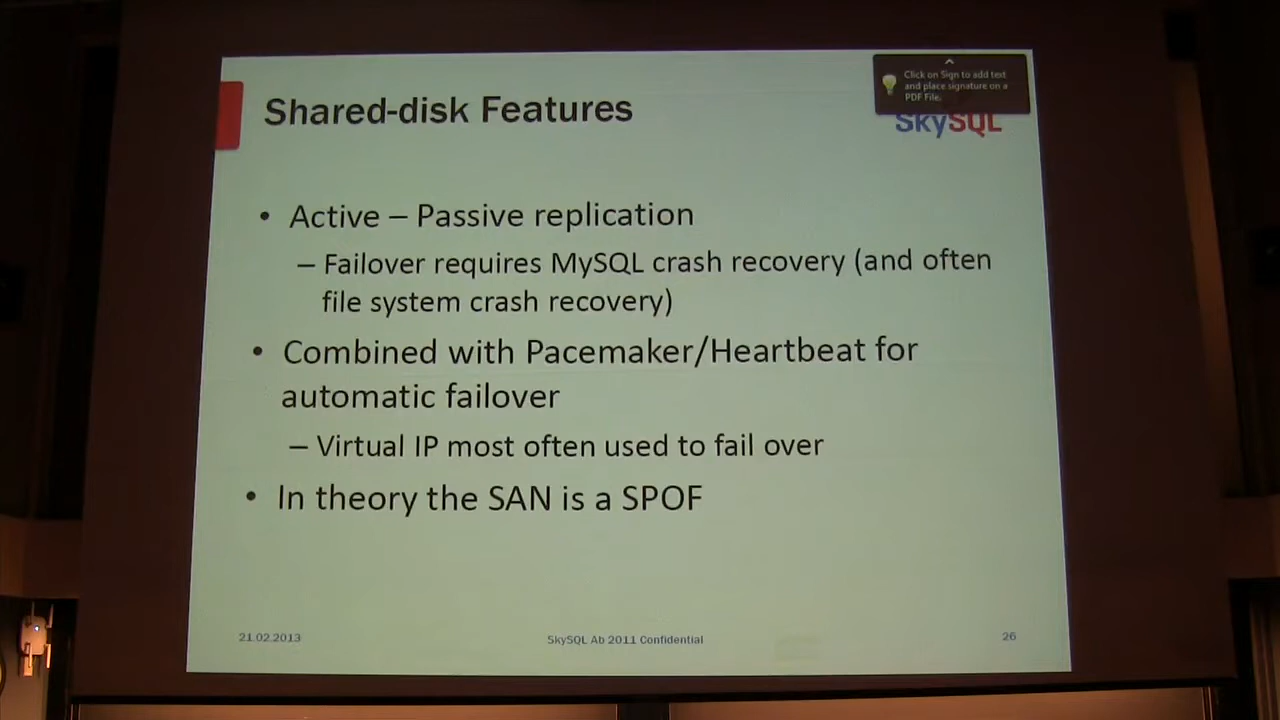 Shared-disk Features
Click on Sign to add text
and place signature on a
PDF File.
SkySQL
• Active – Passive replication
– Failover requires MySQL crash recovery (and often
file system crash recovery)
• Combined with Pacemaker/Heartbeat for
automatic failover
– Virtual IP most often used to fail over
• In theory the SAN is a SPOF
21.02.2013
SkySQL Ab 2011 Confidential
26